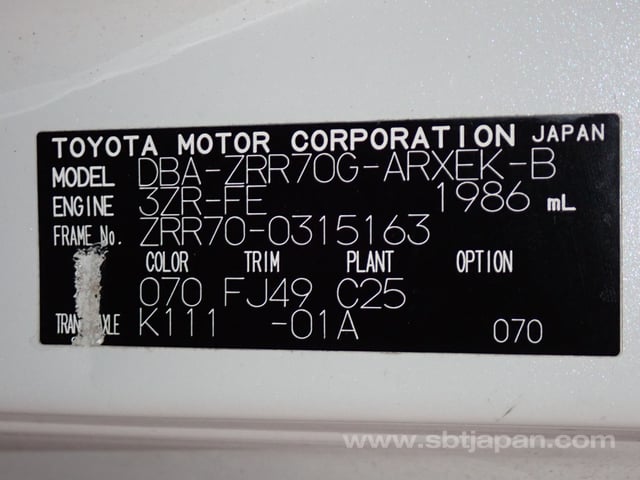 TOYOTA MOTOR CORPORATION JAPAN
MODEL DBA-ZRR70G-ARXEK-B
ENGINE 3ZR-FE 1986 mL
FRAME No. ZRR70-0315163
COLOR TRIM PLANT OPTION
070 FJ49 C25
K111 -01A 070
www.sbtjapan.com